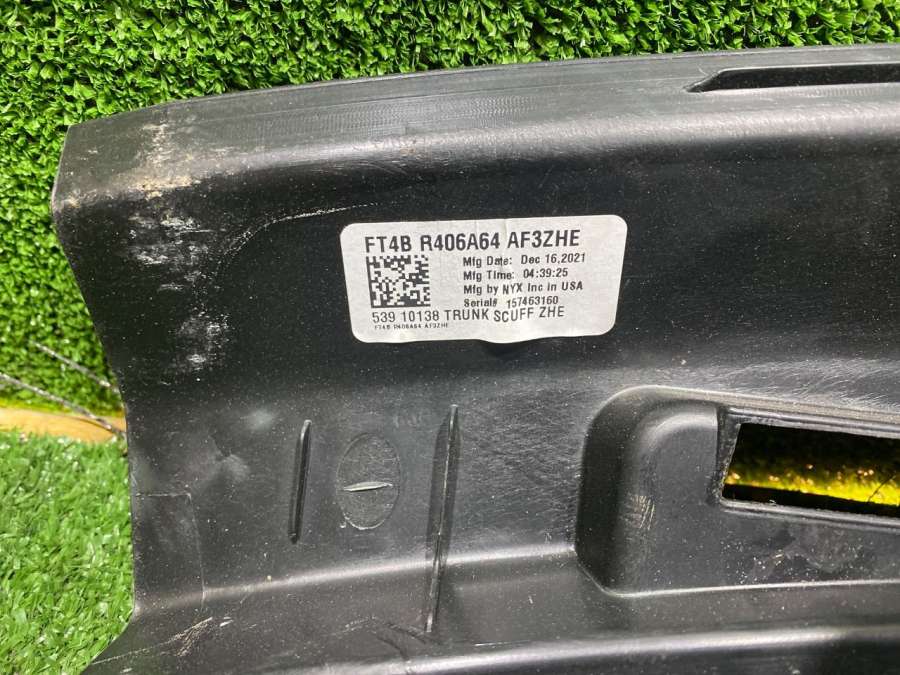 FT4B R406A64 AF3ZHE
Mfg Date: Dec 16,2021
Mfg Time: 04:39:25
Mfg by NYX Inc in USA
Serial# 157463160
539 10138 TRUNK SCUFF ZHE
FT4B R406A64 AF3ZHE